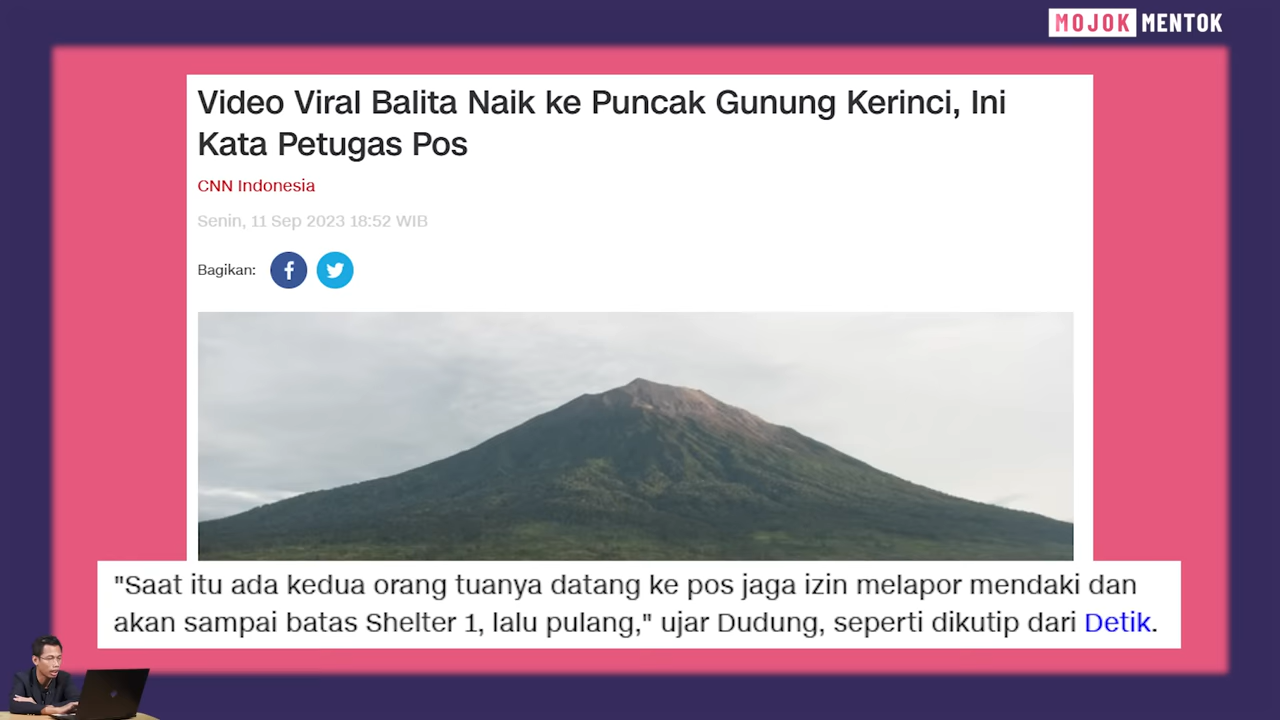 MOJOK MENTOK
Video Viral Balita Naik ke Puncak Gunung Kerinci, Ini
Kata Petugas Pos
CNN Indonesia
Senin, 11 Sep 2023 18:52 WIB
Bagikan:
"Saat itu ada kedua orang tuanya datang ke pos jaga izin melapor mendaki dan
akan sampai batas Shelter 1, lalu pulang," ujar Dudung, seperti dikutip dari Detik.